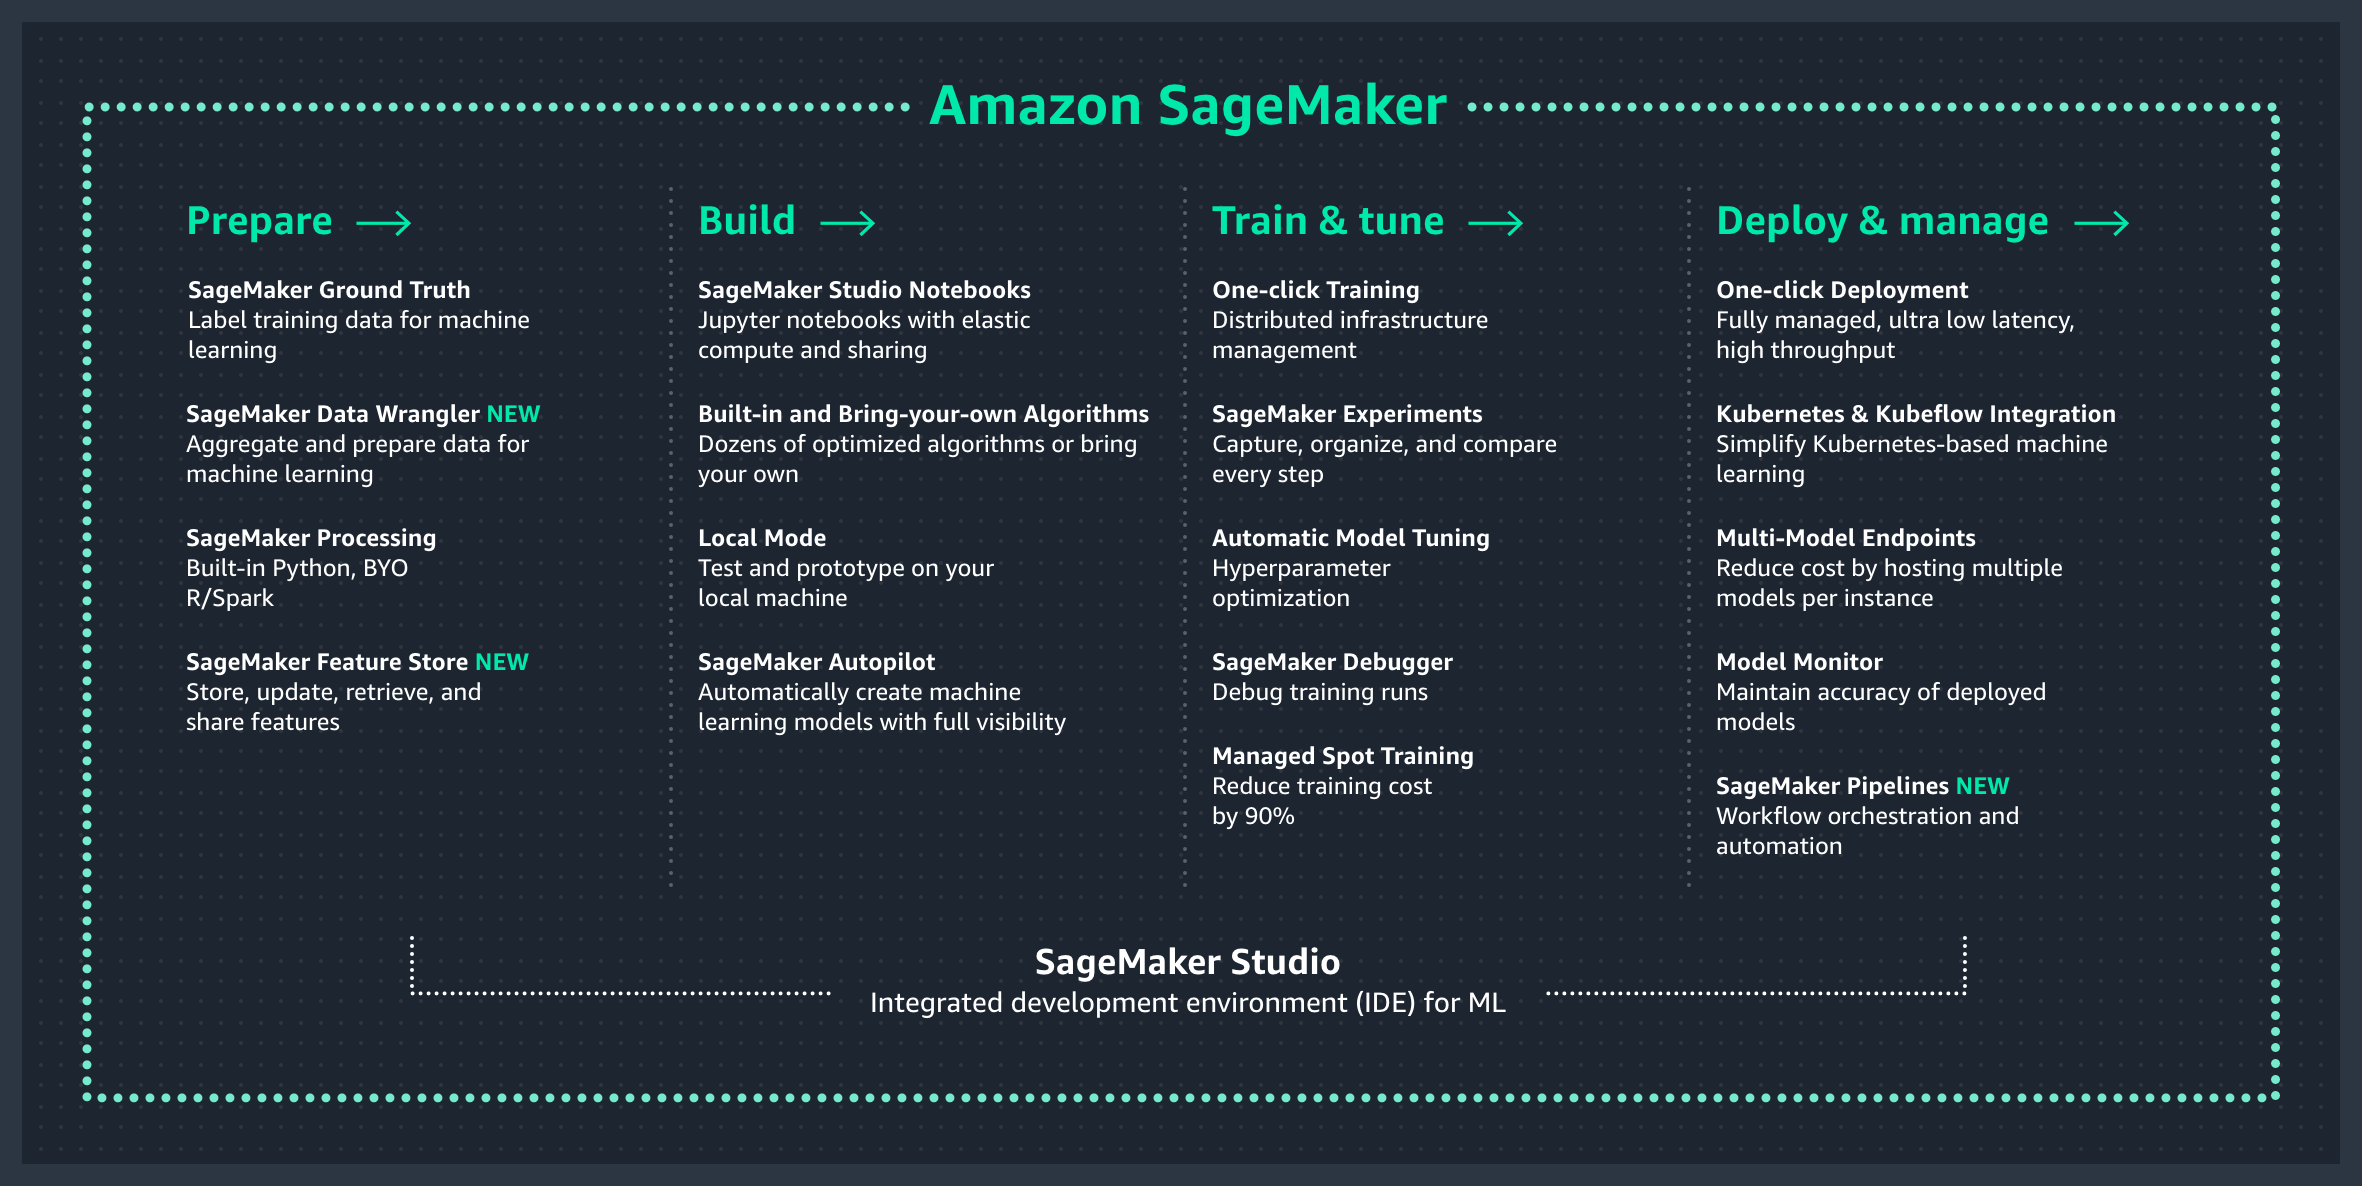 Amazon SageMaker
Prepare
SageMaker Ground Truth
Label training data for machine
learning
SageMaker Data Wrangler NEW
Aggregate and prepare data for
machine learning
SageMaker Processing
Built-in Python, BYO
R/Spark
SageMaker Feature Store NEW
Store, update, retrieve, and
share features
Build
SageMaker Studio Notebooks
Jupyter notebooks with elastic
compute and sharing
Built-in and Bring-your-own Algorithms
Dozens of optimized algorithms or bring
your own
Local Mode
Test and prototype on your
local machine
SageMaker Autopilot
Automatically create machine
learning models with full visibility
Train & tune
One-click Training
Distributed infrastructure
management
SageMaker Experiments
Capture, organize, and compare
every step
Automatic Model Tuning
Hyperparameter
optimization
SageMaker Debugger
Debug training runs
Managed Spot Training
Reduce training cost
by 90%
Deploy & manage
One-click Deployment
Fully managed, ultra low latency,
high throughput
Kubernetes & Kubeflow Integration
Simplify Kubernetes-based machine
learning
Multi-Model Endpoints
Reduce cost by hosting multiple
models per instance
Model Monitor
Maintain accuracy of deployed
models
SageMaker Pipelines NEW
Workflow orchestration and
automation
SageMaker Studio
Integrated development environment (IDE) for ML